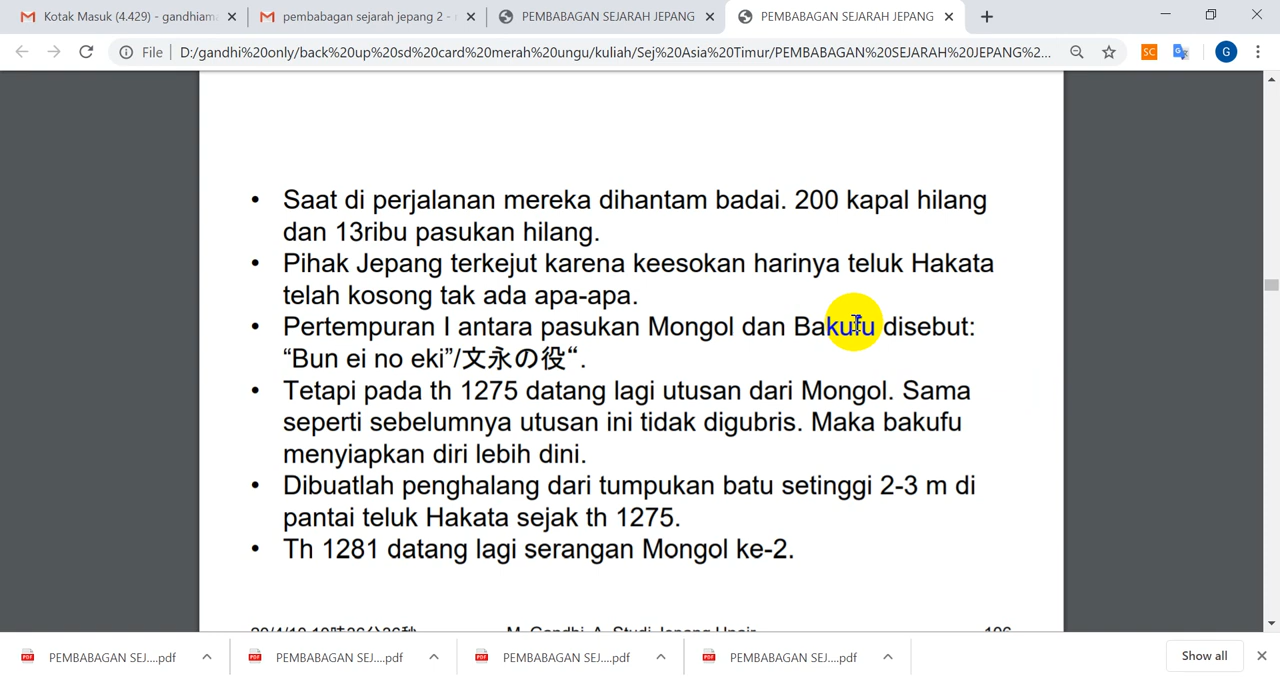 Kotak Masuk (4.429) - gandhiam
pembabagan sejarah jepang 2 -
PEMBABAGAN SEJARAH JEPANG
PEMBABAGAN SEJARAH JEPANG
File
D:/gandhi%20only/back%20up%20sd%20card%20merah%20ungu/kuliah/Sej%20Asia%20Timur/PEMBABAGAN%20SEJARAH%20JEPANG%2...
SC
G
• Saat di perjalanan mereka dihantam badai. 200 kapal hilang
dan 13ribu pasukan hilang.
• Pihak Jepang terkejut karena keesokan harinya teluk Hakata
telah kosong tak ada apa-apa.
• Pertempuran I antara pasukan Mongol dan Bakufu disebut:
“Bun ei no eki”/文永の役“.
• Tetapi pada th 1275 datang lagi utusan dari Mongol. Sama
seperti sebelumnya utusan ini tidak digubris. Maka bakufu
menyiapkan diri lebih dini.
• Dibuatlah penghalang dari tumpukan batu setinggi 2-3 m di
pantai teluk Hakata sejak th 1275.
• Th 1281 datang lagi serangan Mongol ke-2.
M. Gandhi. A. Studi Jepang Unair
PEMBABAGAN SEJ....pdf
PEMBABAGAN SEJ....pdf
PEMBABAGAN SEJ....pdf
PEMBABAGAN SEJ....pdf
Show all